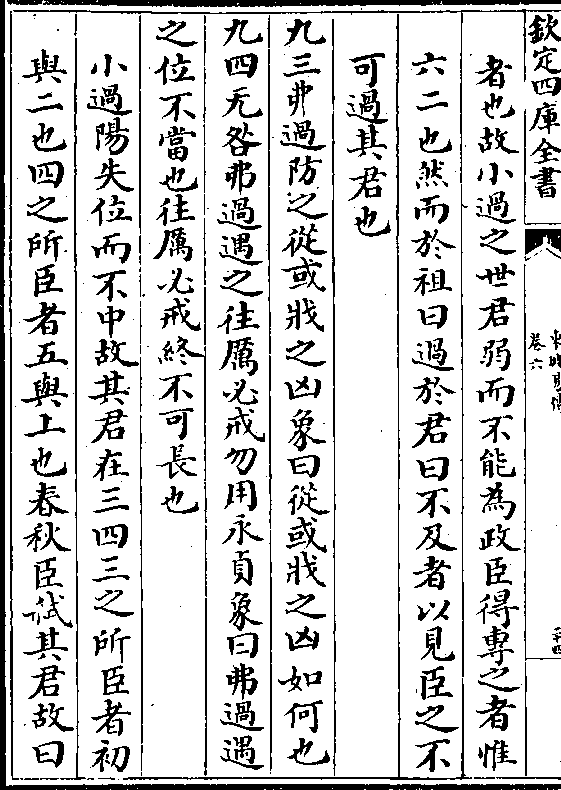 欽定四庫全書
卷六
者也故小過之世君弱而不能為政臣得專之者惟
六二也然而於祖曰過於君曰不及者以見臣之不
可過其君也
九三弗過防之從或戕之凶象曰從或戕之凶如何也
九四无咎弗過遇之往厲必戒勿用永貞象曰弗過遇
之位不當也往厲必戒終不可長也
小過陽失位而不中故其君在三四三之所臣者初
與二也四之所臣者五與上也春秋臣弑其君故曰